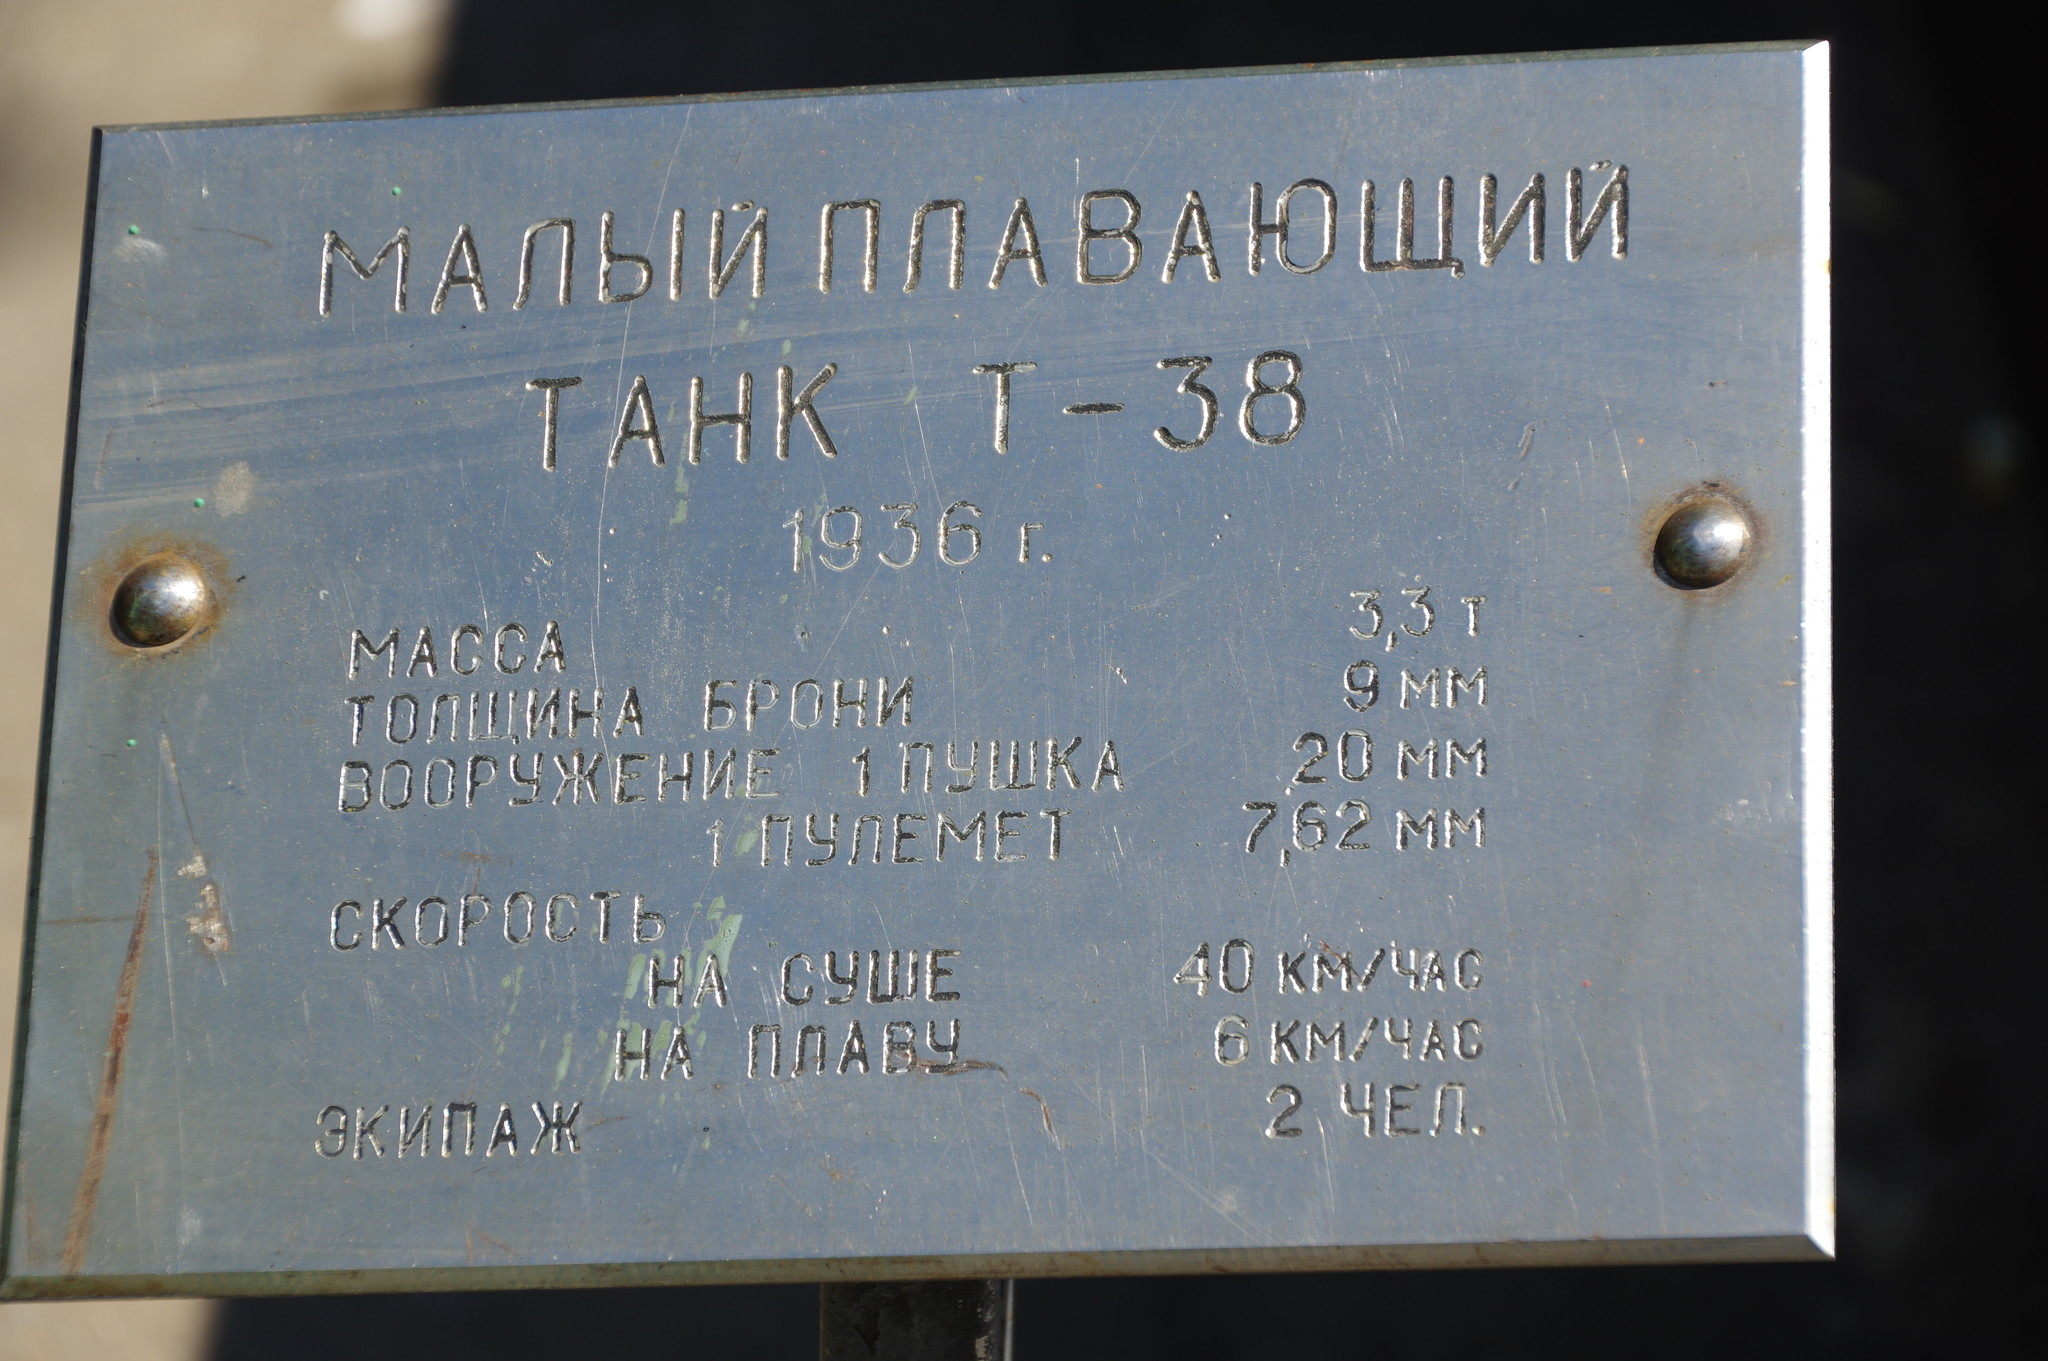 МАЛЫЙ ПЛАВАЮЩИЙ
ТАНК Т-38
1936 г.
МАССА 3,3 т
ТОЛЩИНА БРОНИ 9 мм
ВООРУЖЕНИЕ 1 ПУШКА 20 мм
1 ПУЛЕМЕТ 7,62 мм
СКОРОСТЬ
НА СУШЕ 40 КМ/ЧАС
НА ПЛАВУ 6 КМ/ЧАС
ЭКИПАЖ 2 ЧЕЛ.